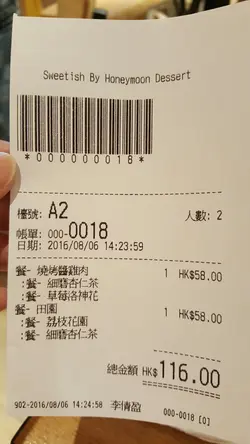 Sweetish By Honeymoon Dessert
*0000000018*
檯號: A2 人數: 2
帳單: 000-0018
日期: 2016/08/06 14:23:59
餐- 燒烤醬雞肉 1 HK$58.00
:餐- 細磨杏仁茶
:餐- 草莓洛神花
餐- 田園 1 HK$58.00
:餐- 荔枝花園
:餐- 細磨杏仁茶
總金額 HK$116.00
902-2016/08/06 14:24:58 李倩盈 000-0018 [0]